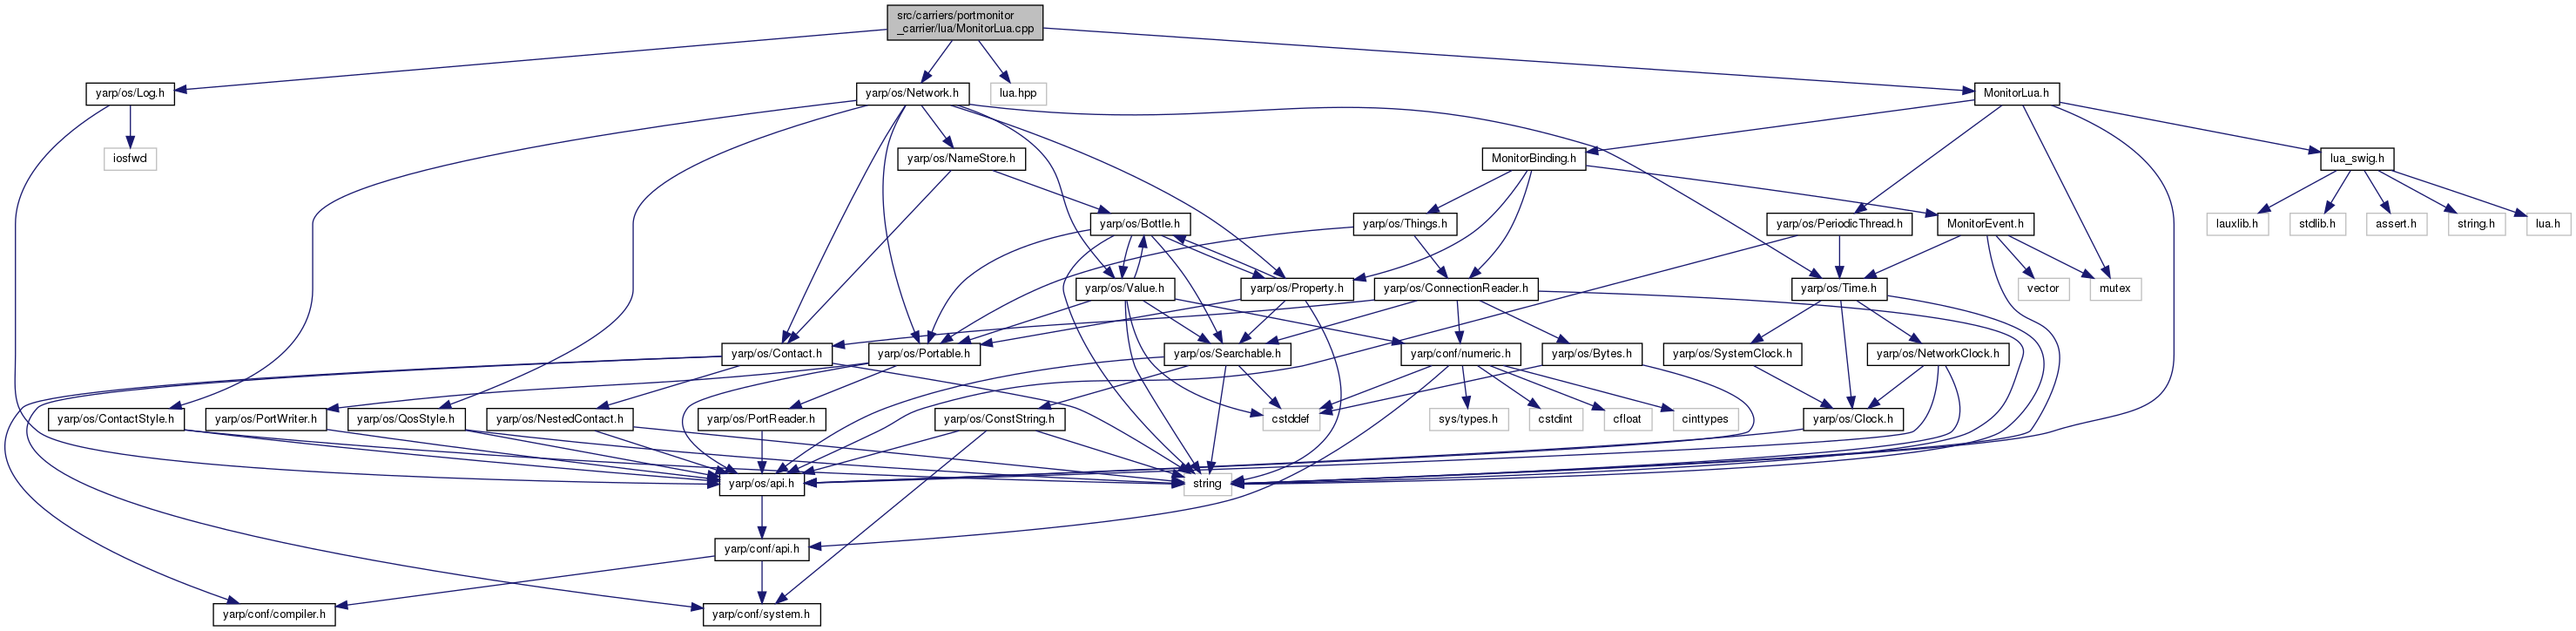 src/carriers/portmonitor
_carrier/lua/MonitorLua.cpp
yarp/os/Log.h
yarp/os/Network.h
lua.hpp
MonitorLua.h
iosfwd
yarp/os/NameStore.h
MonitorBinding.h
lua_swig.h
yarp/os/Bottle.h
yarp/os/Things.h
yarp/os/PeriodicThread.h
MonitorEvent.h
lauxlib.h
stdlib.h
assert.h
string.h
lua.h
yarp/os/Value.h
yarp/os/Property.h
yarp/os/ConnectionReader.h
yarp/os/Time.h
vector
mutex
yarp/os/Contact.h
yarp/os/Portable.h
yarp/os/Searchable.h
yarp/conf/numeric.h
yarp/os/Bytes.h
yarp/os/SystemClock.h
yarp/os/NetworkClock.h
yarp/os/ContactStyle.h
yarp/os/PortWriter.h
yarp/os/QosStyle.h
yarp/os/NestedContact.h
yarp/os/PortReader.h
yarp/os/ConstString.h
cstddef
sys/types.h
cstdint
cfloat
cinttypes
yarp/os/Clock.h
yarp/os/api.h
string
yarp/conf/api.h
yarp/conf/compiler.h
yarp/conf/system.h